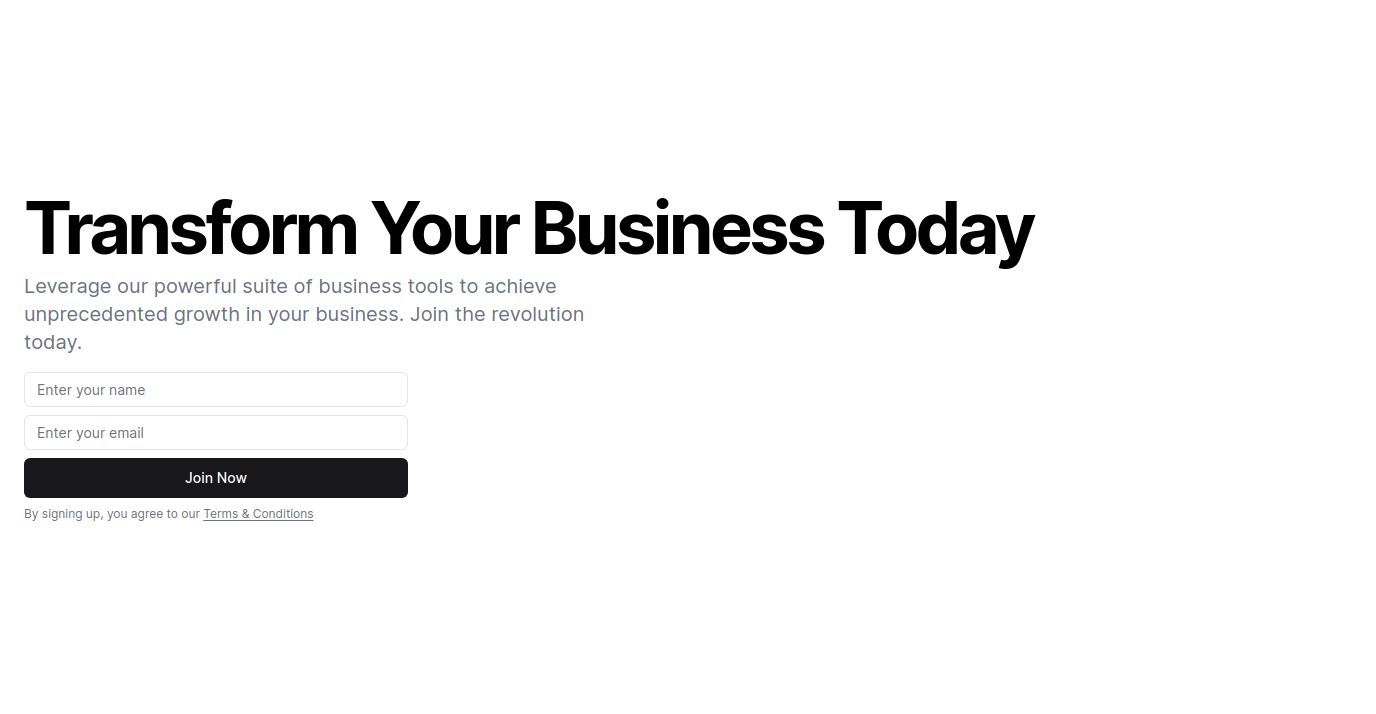 Transform Your Business Today
Leverage our powerful suite of business tools to achieve
unprecedented growth in your business. Join the revolution
today.
Enter your name
Enter your email
Join Now
By signing up, you agree to our Terms & Conditions